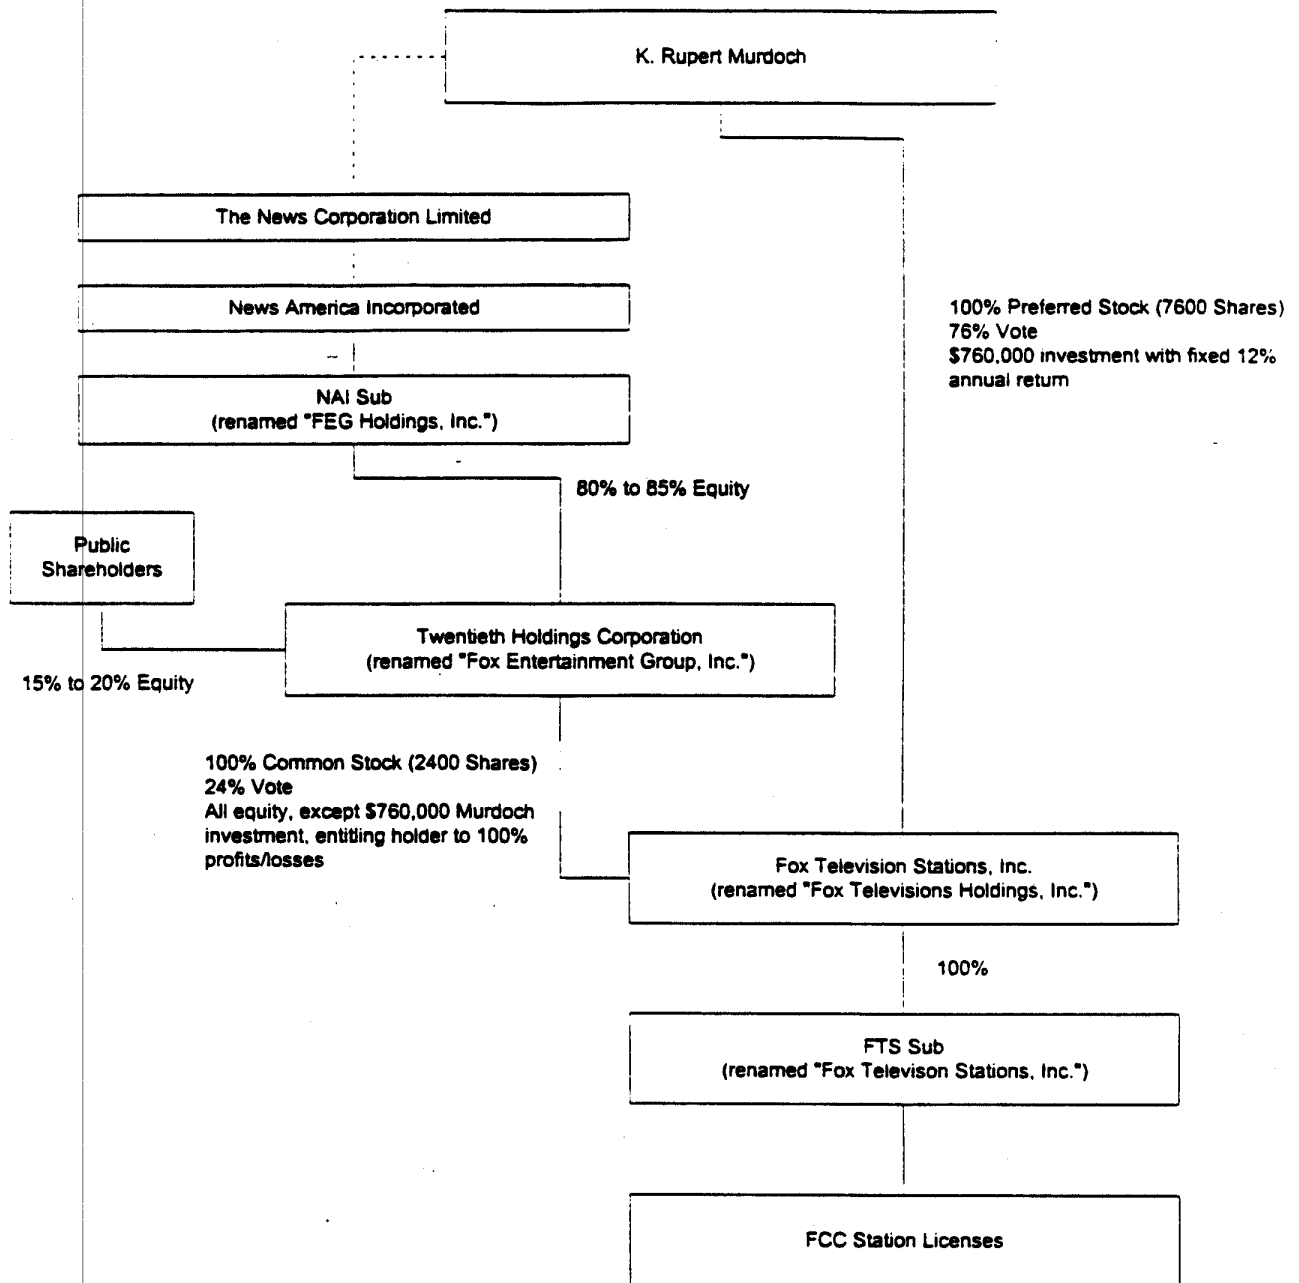 K. Rupert Murdoch
The News Corporation Limited
News America Incorporated
100% Preferred Stock (7600 Shares)
76% Vote
$760,000 investment with fixed 12%
annual return
NAI Sub
(renamed "FEG Holdings, Inc.")
80% to 85% Equity
Public
Shareholders
Twentieth Holdings Corporation
(renamed "Fox Entertainment Group, Inc.")
15% to 20% Equity
100% Common Stock (2400 Shares)
24% Vote
All equity, except $760,000 Murdoch
investment, entitling holder to 100%
profits/losses
Fox Television Stations, Inc.
(renamed "Fox Televisions Holdings, Inc.")
100%
FTS Sub
(renamed "Fox Televison Stations, Inc.")
FCC Station Licenses